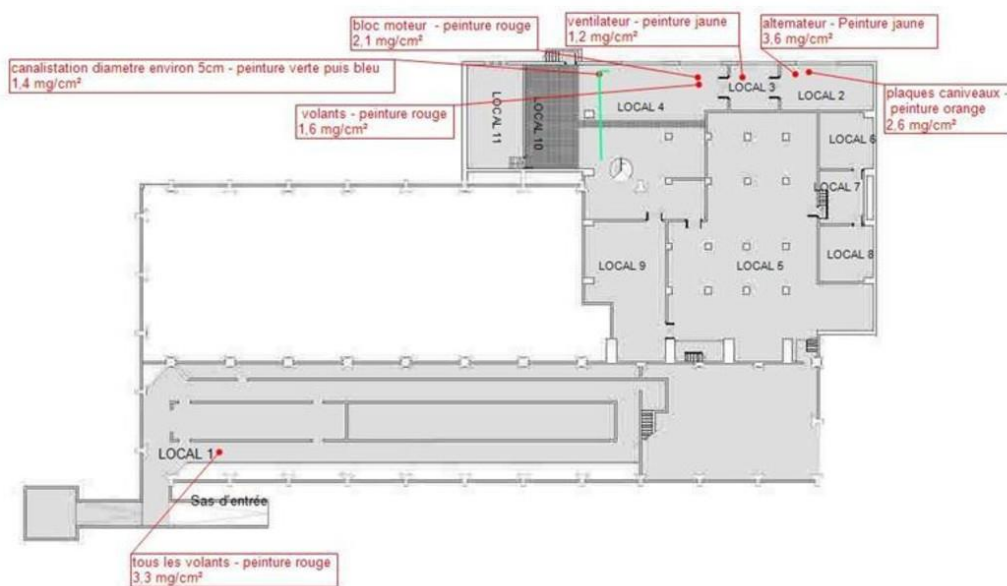 bloc moteur - peinture rouge
2,1 mg/cm²
ventilateur - peinture jaune
1,2 mg/cm²
alternateur - Peinture jaune
3,6 mg/cm²
canalistation diametre environ 5cm - peinture verte puis bleu
1,4 mg/cm²
volants - peinture rouge
1,6 mg/cm²
plaques caniveaux -
peinture orange
2,6 mg/cm²
LOCAL 11
LOCAL 10
LOCAL 4
LOCAL 3
LOCAL 2
LOCAL 6
LOCAL 7
LOCAL 9
LOCAL 5
LOCAL 8
LOCAL 1
Sas d'entrée
tous les volants - peinture rouge
3,3 mg/cm²